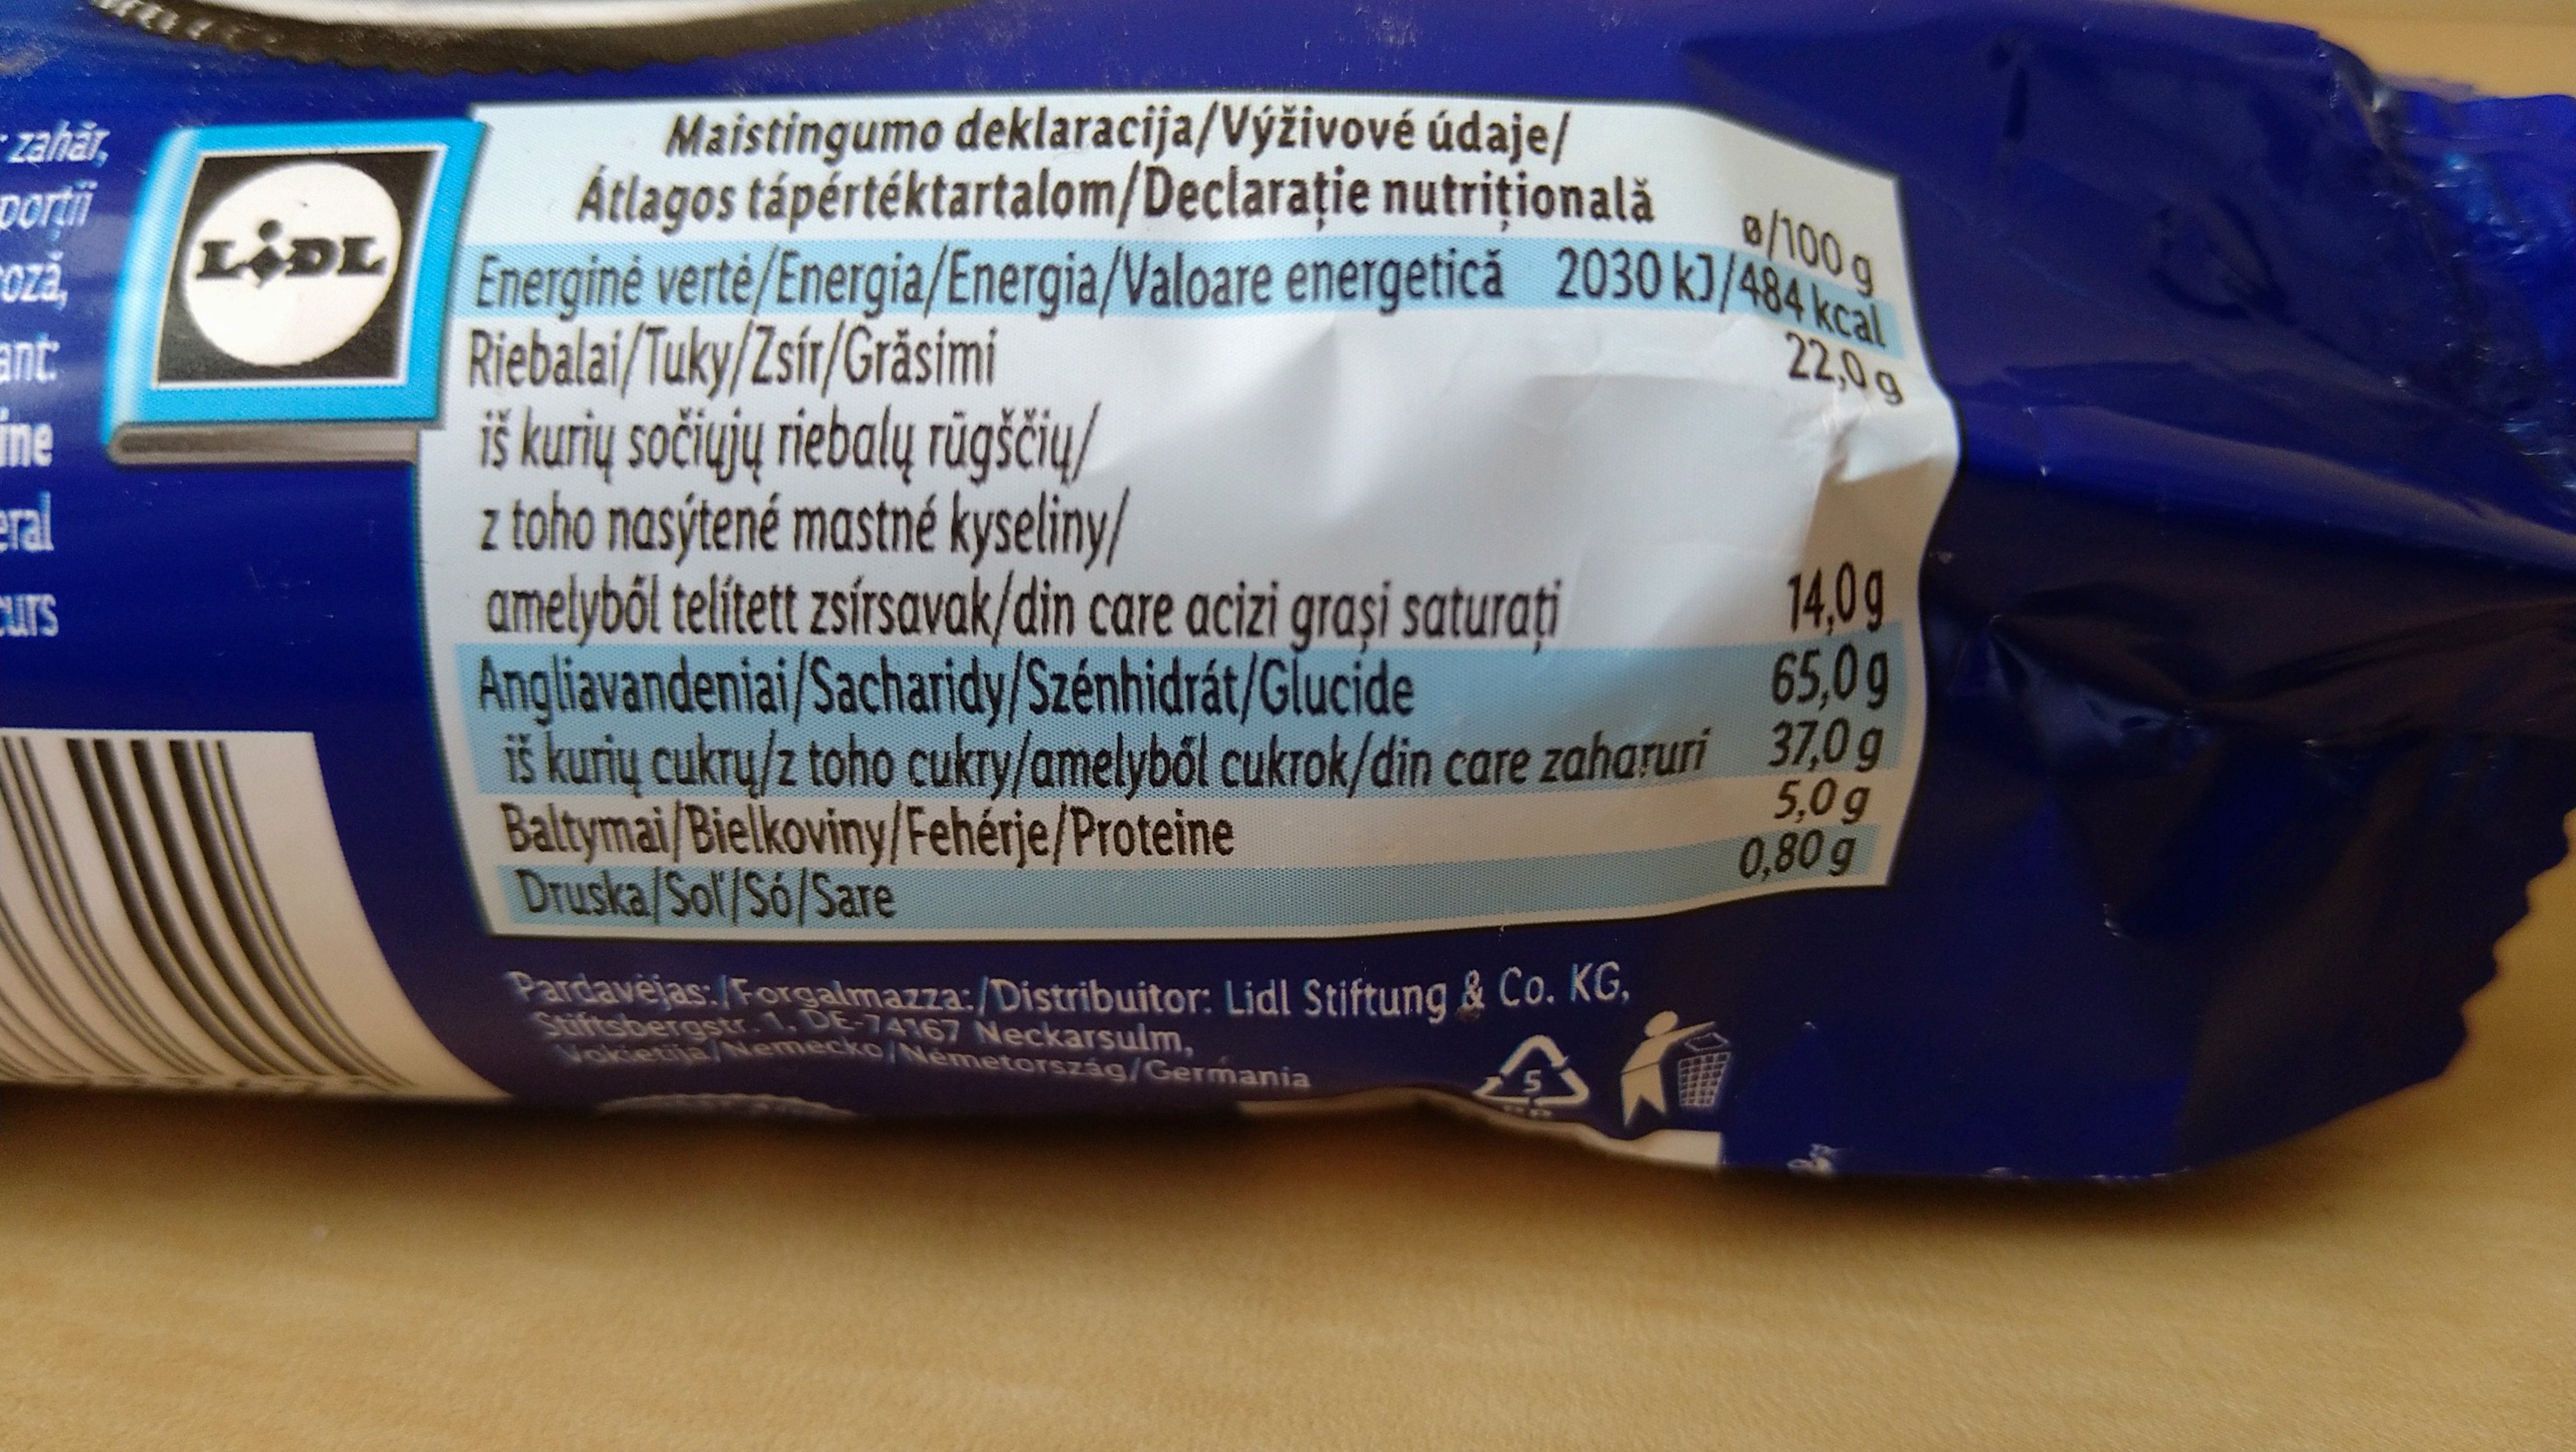 zahăr,
porții
ant:
LIDL
Maistingumo deklaracija/Výživové údaje/
Átlagos tápértéktartalom/Declarație nutrițională
ø/100 g
Energinė vertė/Energia/Energia/Valoare energetică 2030 kJ/484 kcal
Riebalai/Tuky/Zsír/Grăsimi 22,0 g
iš kurių sočiųjų riebalų rūgščių/
z toho nasýtené mastné kyseliny/
amelyből telített zsírsavak/din care acizi grași saturați 14,0 g
Angliavandeniai/Sacharidy/Szénhidrát/Glucide 65,0 g
iš kurių cukrų/z toho cukry/amelyből cukrok/din care zaharuri 37,0 g
Baltymai/Bielkoviny/Fehérje/Proteine 5,0 g
Druska/Soľ/Só/Sare 0,80 g
Pardavėjas:/Forgalmazza:/Distribuitor: Lidl Stiftung & Co. KG,
Stiftsbergstr. 1, DE-74167 Neckarsulm,
Vokietija/Nemecko/Németország/Germania
5